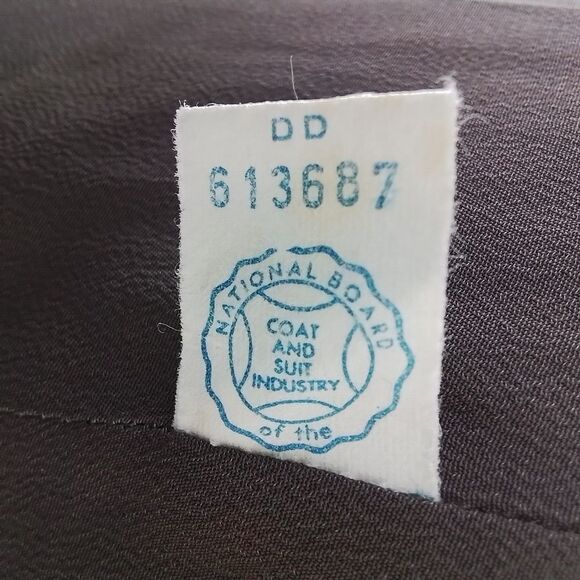 DD
613687
NATIONAL BOARD
of the
COAT
AND
SUIT
INDUSTRY